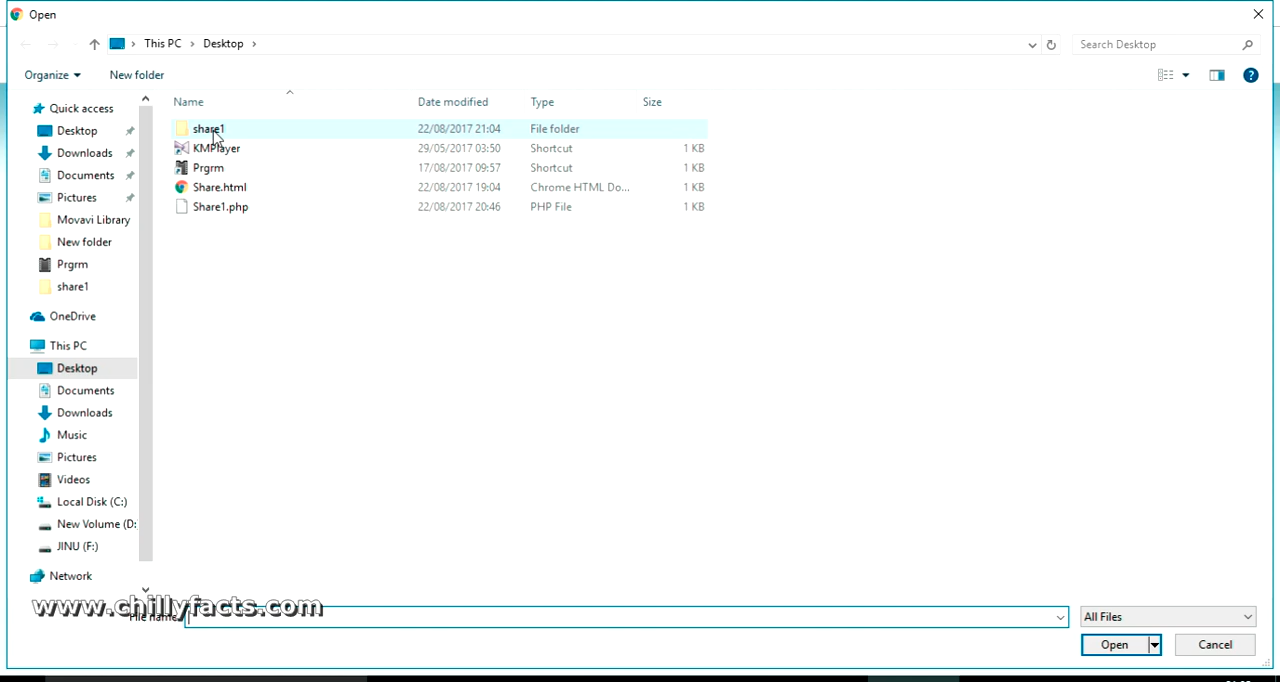 Open
This PC > Desktop >
Search Desktop
Organize
New folder
Name
Date modified
Type
Size
share1 22/08/2017 21:04 File folder
KMPlayer 29/05/2017 03:50 Shortcut 1 KB
Prgrm 17/08/2017 09:57 Shortcut 1 KB
Share.html 22/08/2017 19:04 Chrome HTML Do... 1 KB
Share1.php 22/08/2017 20:46 PHP File 1 KB
Quick access
Desktop
Downloads
Documents
Pictures
Movavi Library
New folder
Prgrm
share1
OneDrive
This PC
Desktop
Documents
Downloads
Music
Pictures
Videos
Local Disk (C:)
New Volume (D:
JINU (F:)
Network
www.chillyfacts.com
File name:
All Files
Open
Cancel